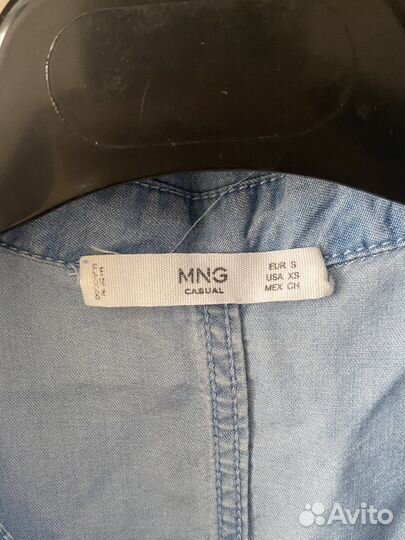 MNG
CASUAL
EUR S
USA XS
MEX CH
Avito